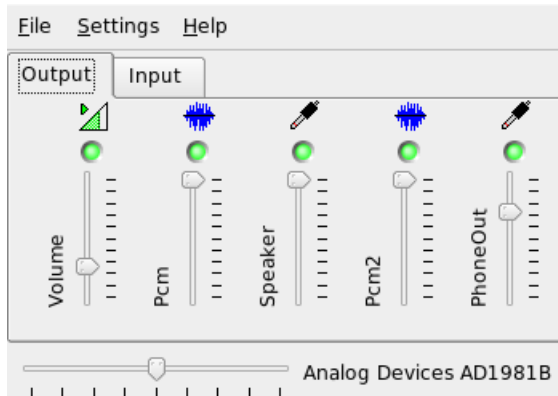 File Settings Help
Output Input
Volume Pcm Speaker Pcm2 PhoneOut
Analog Devices AD1981B